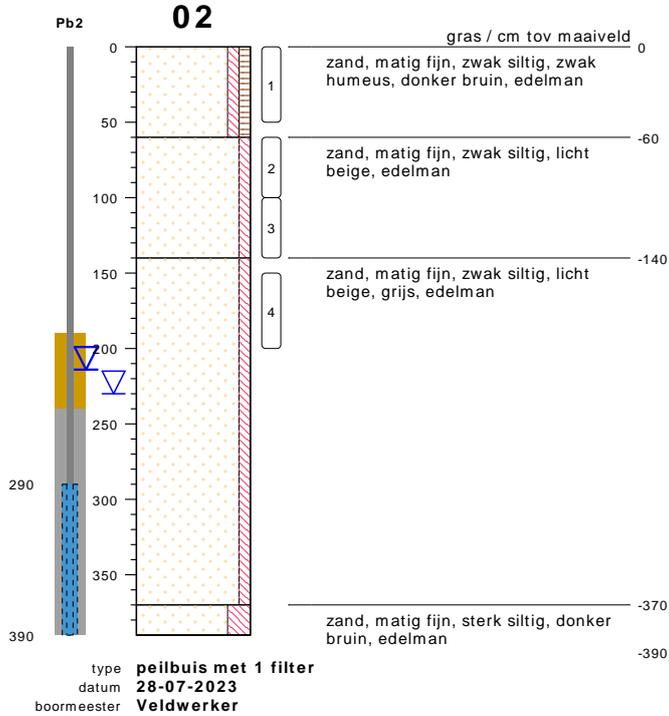 02
Pb2
gras / cm tov maaiveld
0
0
zand, matig fijn, zwak siltig, zwak
humeus, donker bruin, edelman
1
50
-60
zand, matig fijn, zwak siltig, licht
beige, edelman
2
100
3
-140
150
zand, matig fijn, zwak siltig, licht
beige, grijs, edelman
4
200
250
290
300
350
-370
zand, matig fijn, sterk siltig, donker
bruin, edelman
390
-390
type peilbuis met 1 filter
datum 28-07-2023
boormeester Veldwerker